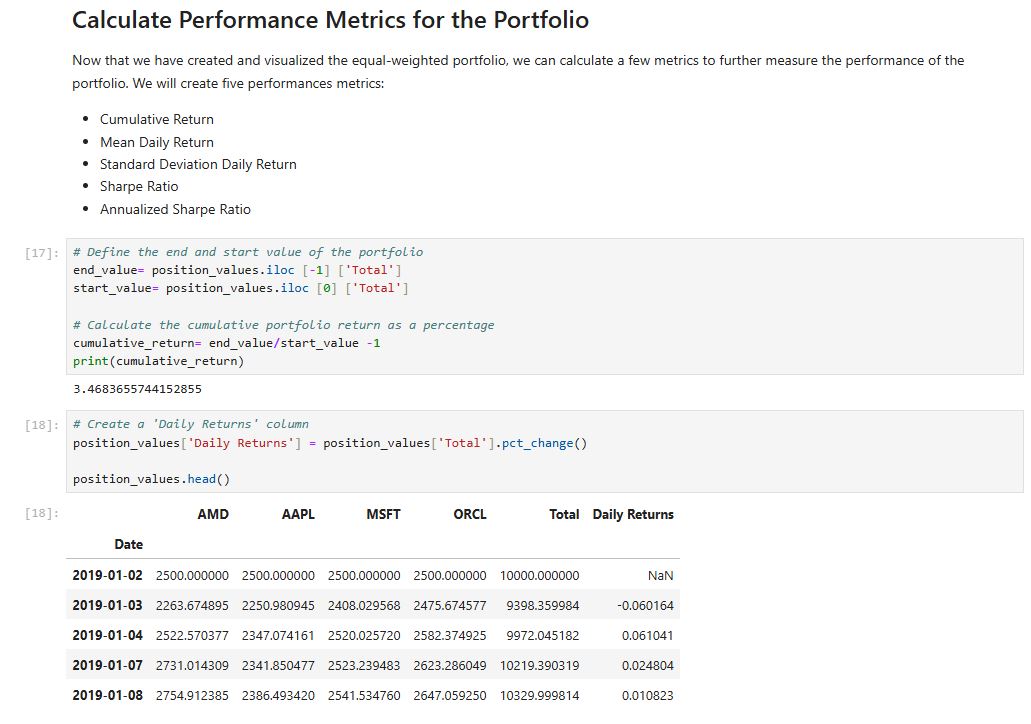 Calculate Performance Metrics for the Portfolio
Now that we have created and visualized the equal-weighted portfolio, we can calculate a few metrics to further measure the performance of the
portfolio. We will create five performances metrics:
• Cumulative Return
• Mean Daily Return
• Standard Deviation Daily Return
• Sharpe Ratio
• Annualized Sharpe Ratio
[17]: # Define the end and start value of the portfolio
end_value= position_values.iloc [-1] ['Total']
start_value= position_values.iloc [0] ['Total']
# Calculate the cumulative portfolio return as a percentage
cumulative_return= end_value/start_value -1
print(cumulative_return)
3.4683655744152855
[18]: # Create a 'Daily Returns' column
position_values['Daily Returns'] = position_values['Total'].pct_change()
position_values.head()
[18]: AMD AAPL MSFT ORCL Total Daily Returns
Date
2019-01-02 2500.000000 2500.000000 2500.000000 2500.000000 10000.000000 NaN
2019-01-03 2263.674895 2250.980945 2408.029568 2475.674577 9398.359984 -0.060164
2019-01-04 2522.570377 2347.074161 2520.025720 2582.374925 9972.045182 0.061041
2019-01-07 2731.014309 2341.850477 2523.239483 2623.286049 10219.390319 0.024804
2019-01-08 2754.912385 2386.493420 2541.534760 2647.059250 10329.999814 0.010823